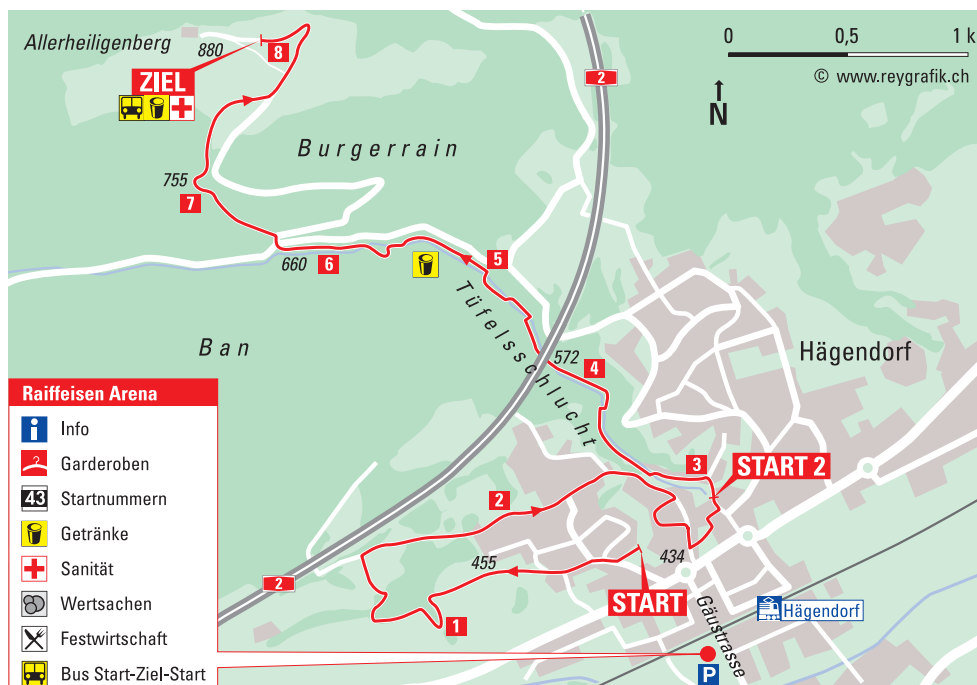 Allerheiligenberg
880
8
ZIEL
2
0 0,5 1 k
© www.reygrafik.ch
N
Burgerrain
755
7
660
6
5
Tüfelsschlucht
Ban
572
4
Hägendorf
3
START 2
2
455
434
START
1
2
Gäustrasse
Hägendorf
P
Raiffeisen Arena
i Info
Garderoben
43 Startnummern
Getränke
Sanität
Wertsachen
Festwirtschaft
Bus Start-Ziel-Start